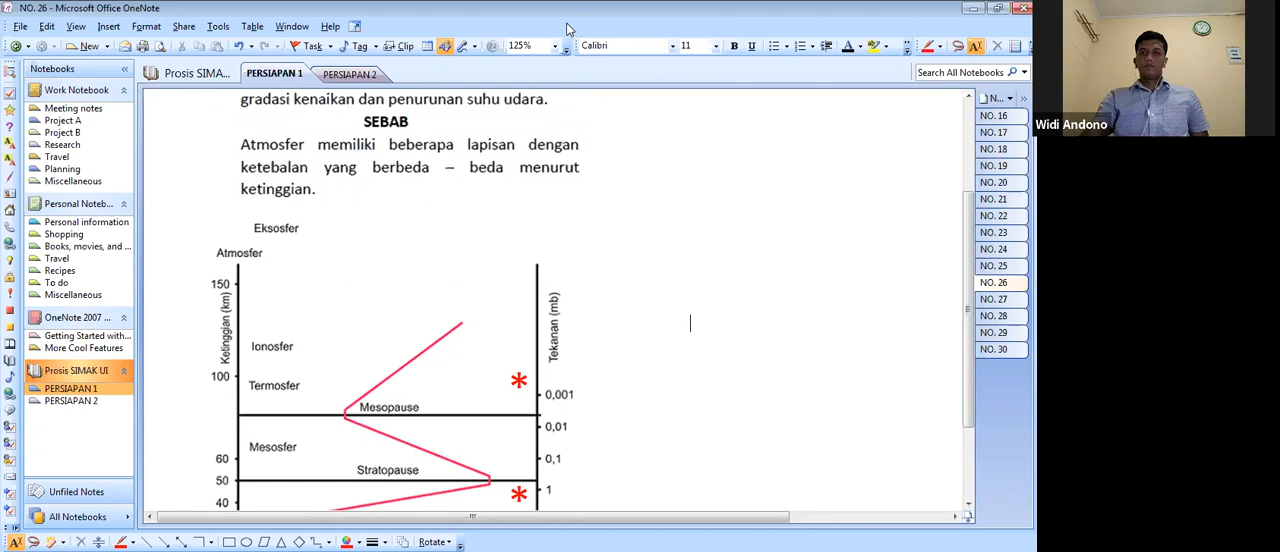 NO. 26 - Microsoft Office OneNote
File Edit View Insert Format Share Tools Table Window Help
New Task Tag Clip 125% Calibri 11 B U
Notebooks
Prosis SIMA... PERSIAPAN 1 PERSIAPAN 2 Search All Notebooks
Work Notebook
Meeting notes
Project A
Project B
Research
Travel
Planning
Miscellaneous
Personal Noteb...
Personal information
Shopping
Books, movies, and ...
Travel
Recipes
To do
Miscellaneous
OneNote 2007 ...
Getting Started with...
More Cool Features
Prosis SIMAK UI
PERSIAPAN 1
PERSIAPAN 2
Unfiled Notes
All Notebooks
gradasi kenaikan dan penurunan suhu udara.
SEBAB
Atmosfer memiliki beberapa lapisan dengan
ketebalan yang berbeda – beda menurut
ketinggian.
Eksosfer
Atmosfer
150
Ketinggian (km)
Tekanan (mb)
Ionosfer
100
Termosfer
*
0,001
Mesopause
0,01
Mesosfer
60
0,1
Stratopause
50
* 1
40
N...
NO. 16
NO. 17
NO. 18
NO. 19
NO. 20
NO. 21
NO. 22
NO. 23
NO. 24
NO. 25
NO. 26
NO. 27
NO. 28
NO. 29
NO. 30
Rotate
Widi Andono